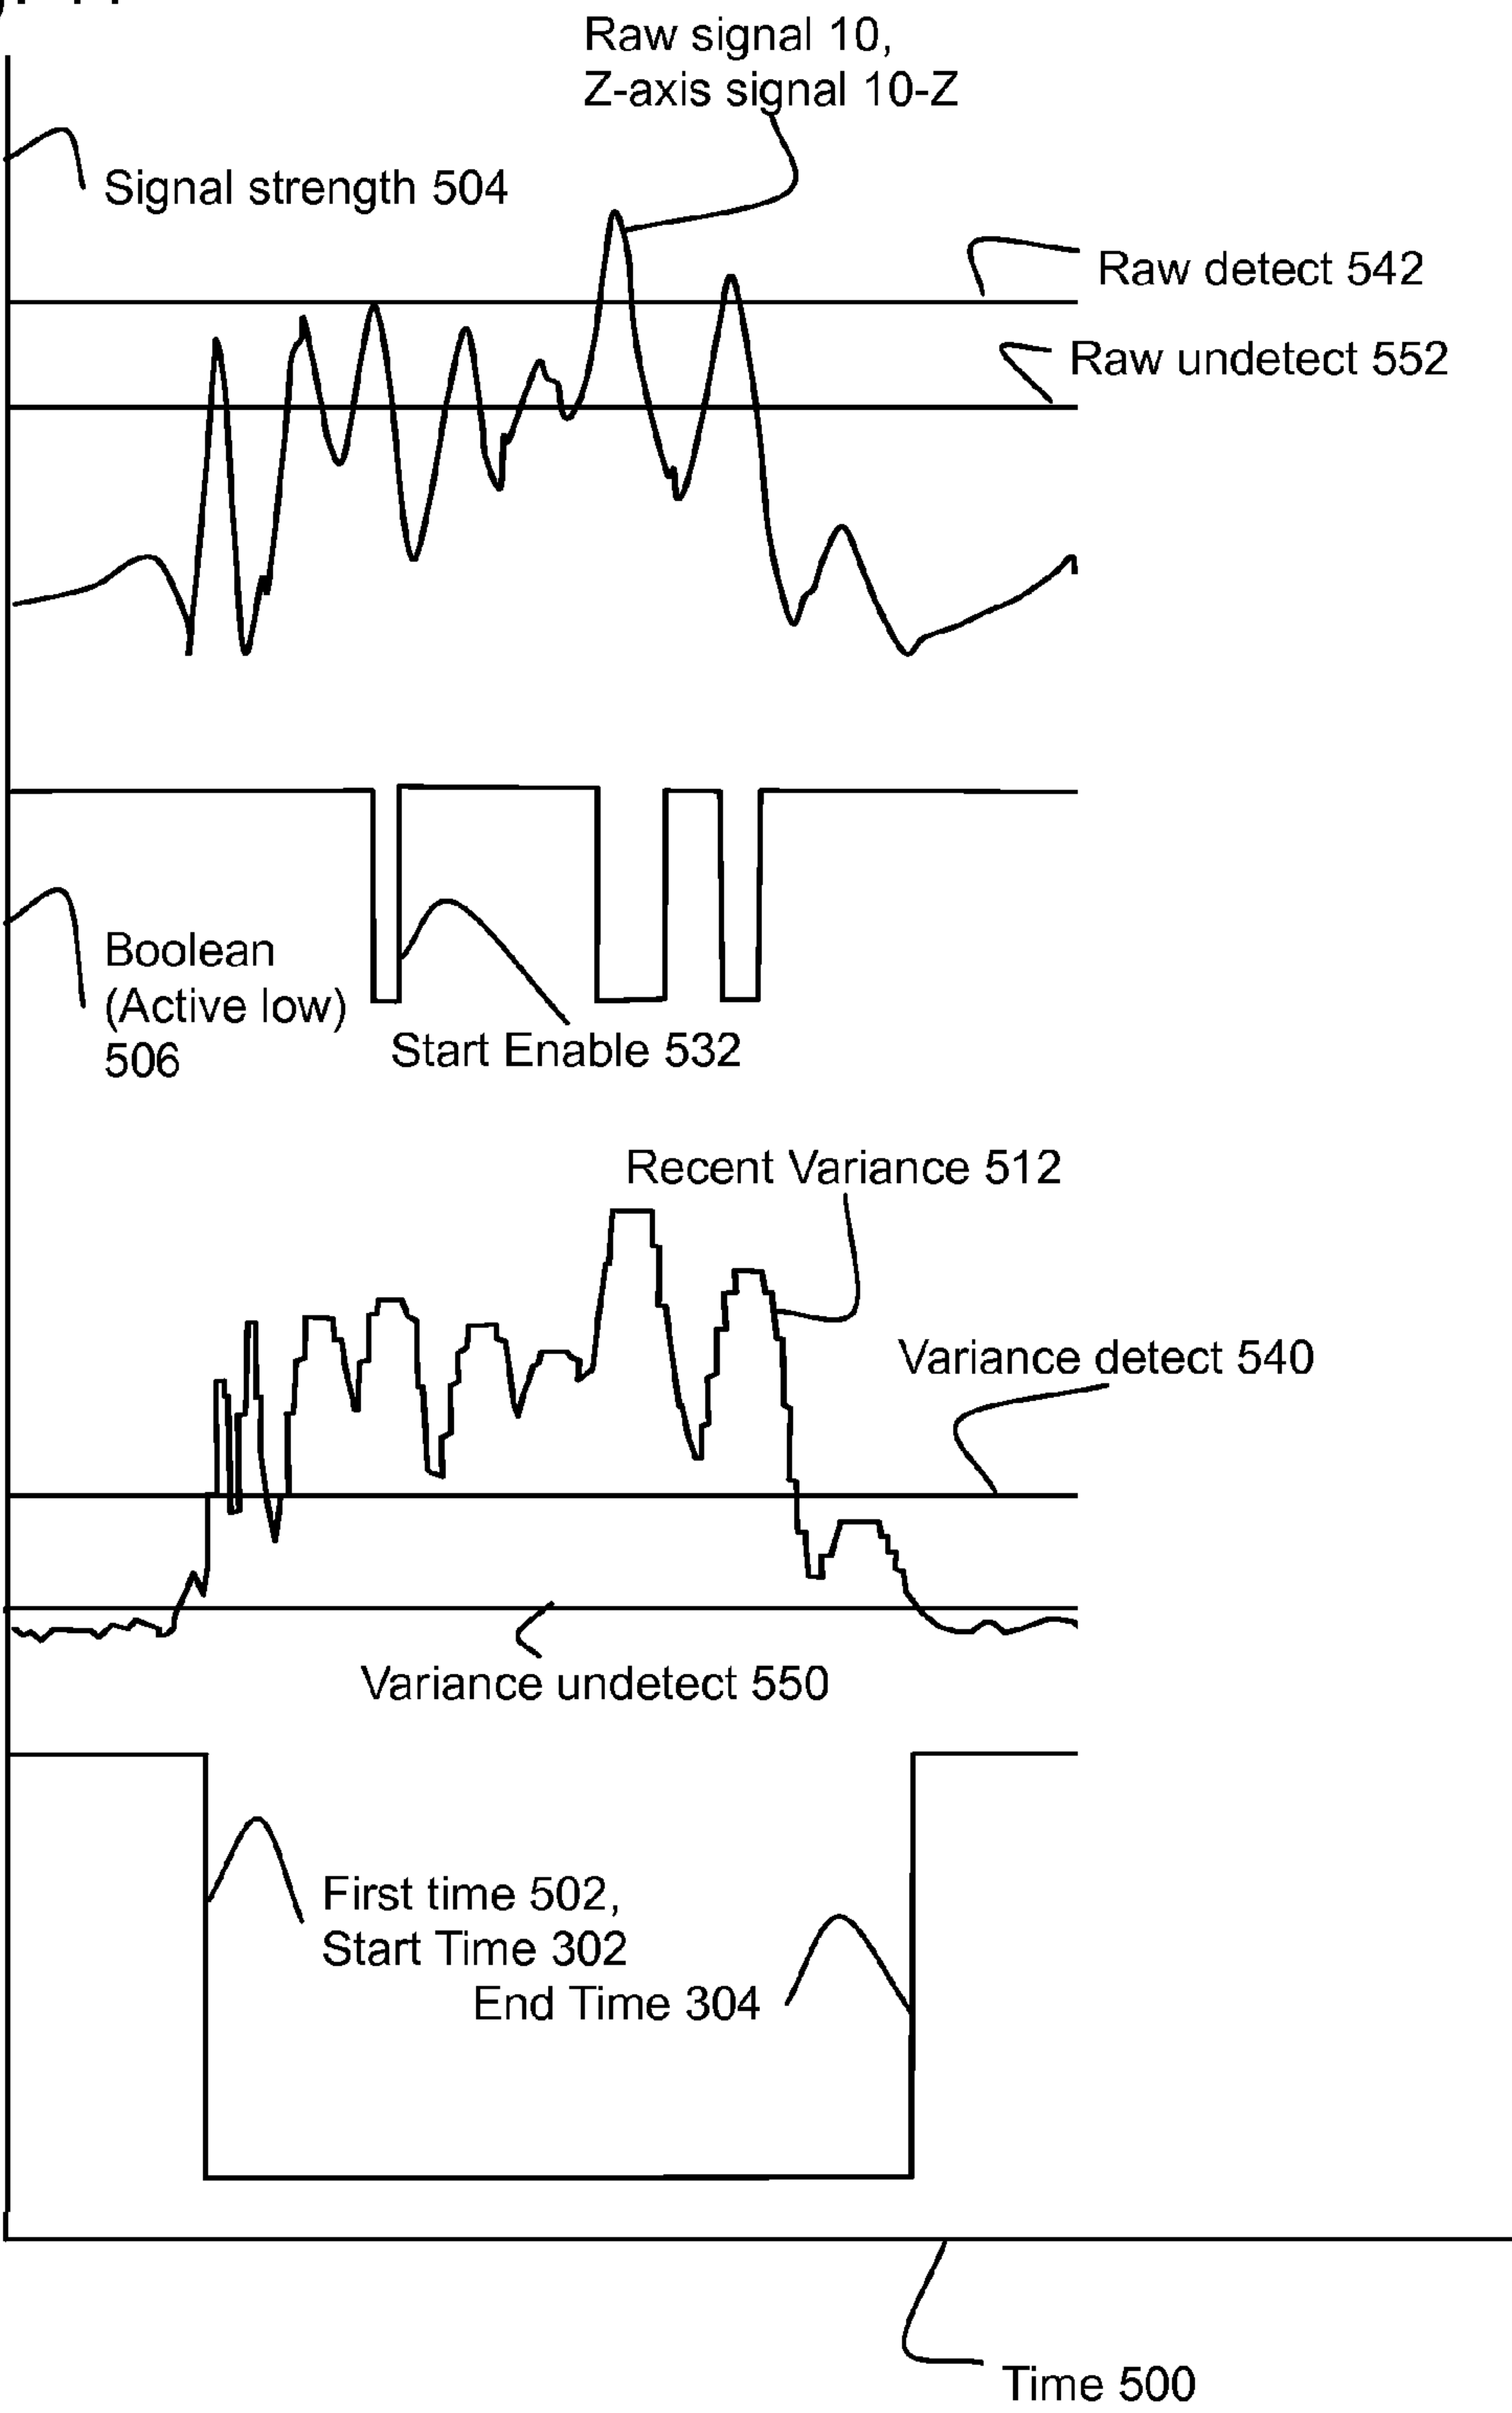 Raw signal 10,
Z-axis signal 10-Z
Signal strength 504
Raw detect 542
Raw undetect 552
Boolean
(Active low)
506
Start Enable 532
Recent Variance 512
Variance detect 540
Variance undetect 550
First time 502,
Start Time 302
End Time 304
Time 500